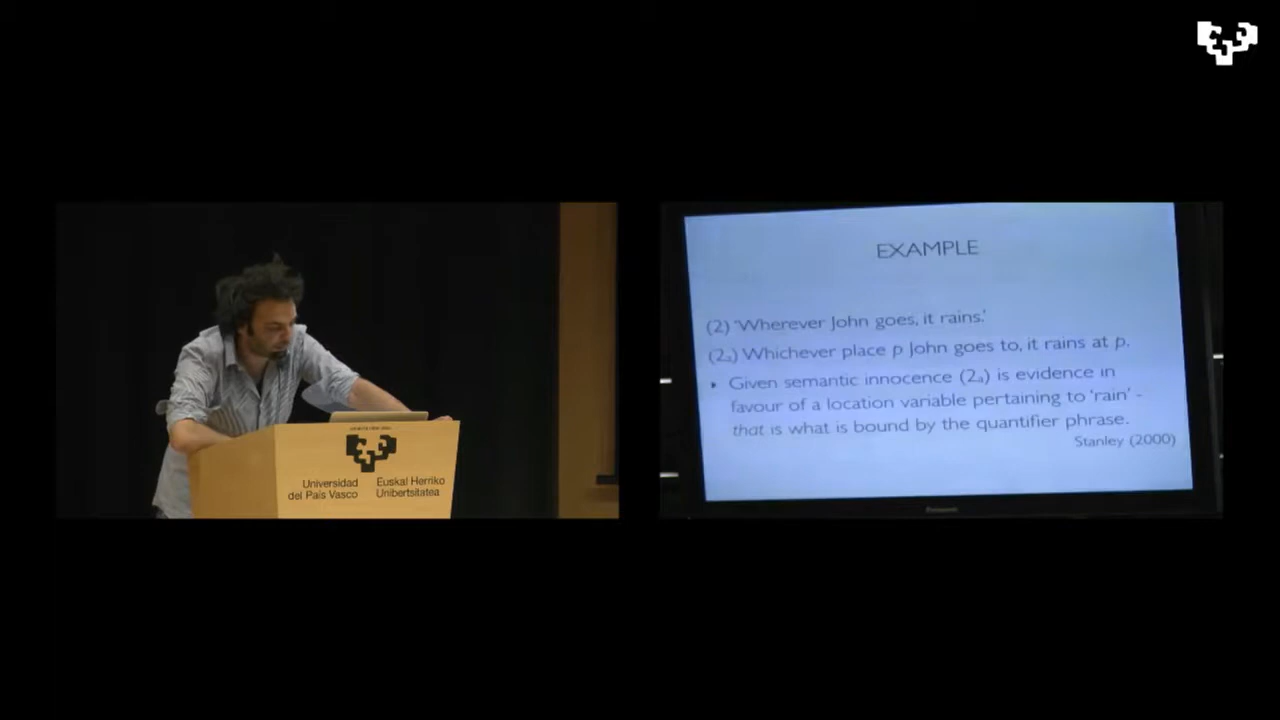 Universidad
del País Vasco
Euskal Herriko
Unibertsitatea
EXAMPLE
(2) 'Wherever John goes, it rains.'
(2ₐ) Whichever place p John goes to, it rains at p.
• Given semantic innocence (2ₐ) is evidence in
favour of a location variable pertaining to 'rain' -
that is what is bound by the quantifier phrase.
Stanley (2000)
Panasonic